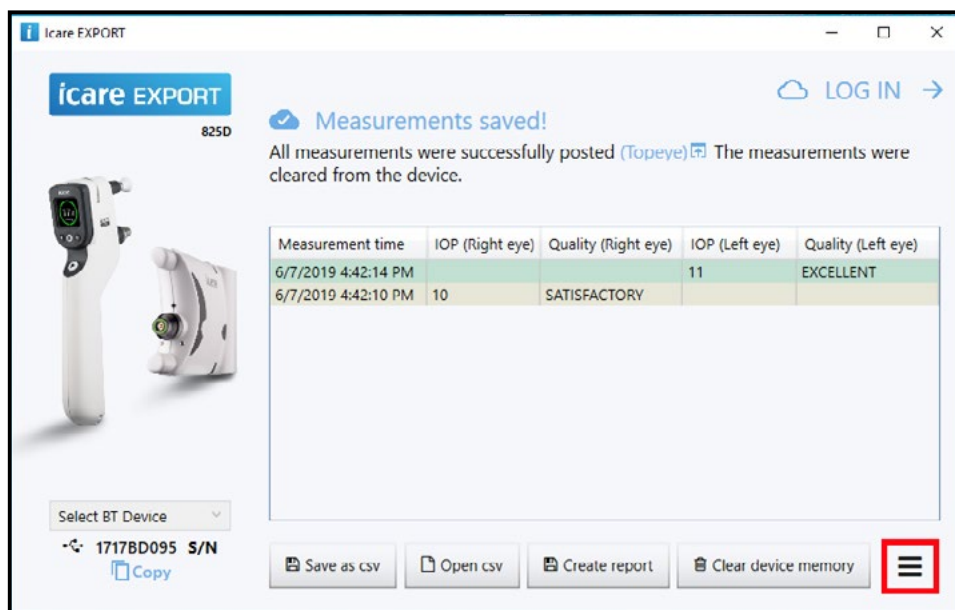 Icare EXPORT
icare EXPORT
825D
LOG IN
Measurements saved!
All measurements were successfully posted (Topeye) The measurements were
cleared from the device.
Measurement time IOP (Right eye) Quality (Right eye) IOP (Left eye) Quality (Left eye)
6/7/2019 4:42:14 PM 11 EXCELLENT
6/7/2019 4:42:10 PM 10 SATISFACTORY
Select BT Device
1717BD095 S/N
Copy
Save as csv Open csv Create report Clear device memory